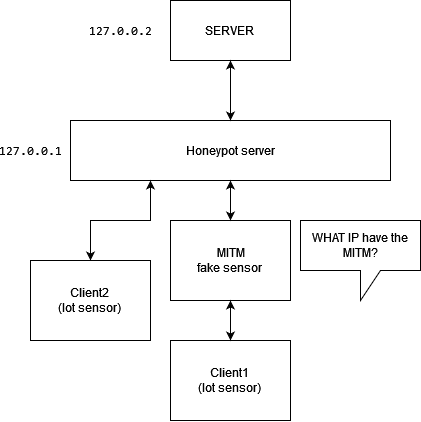 127.0.0.2
SERVER
127.0.0.1
Honeypot server
MITM
fake sensor
WHAT IP have the
MITM?
Client2
(Iot sensor)
Client1
(Iot sensor)